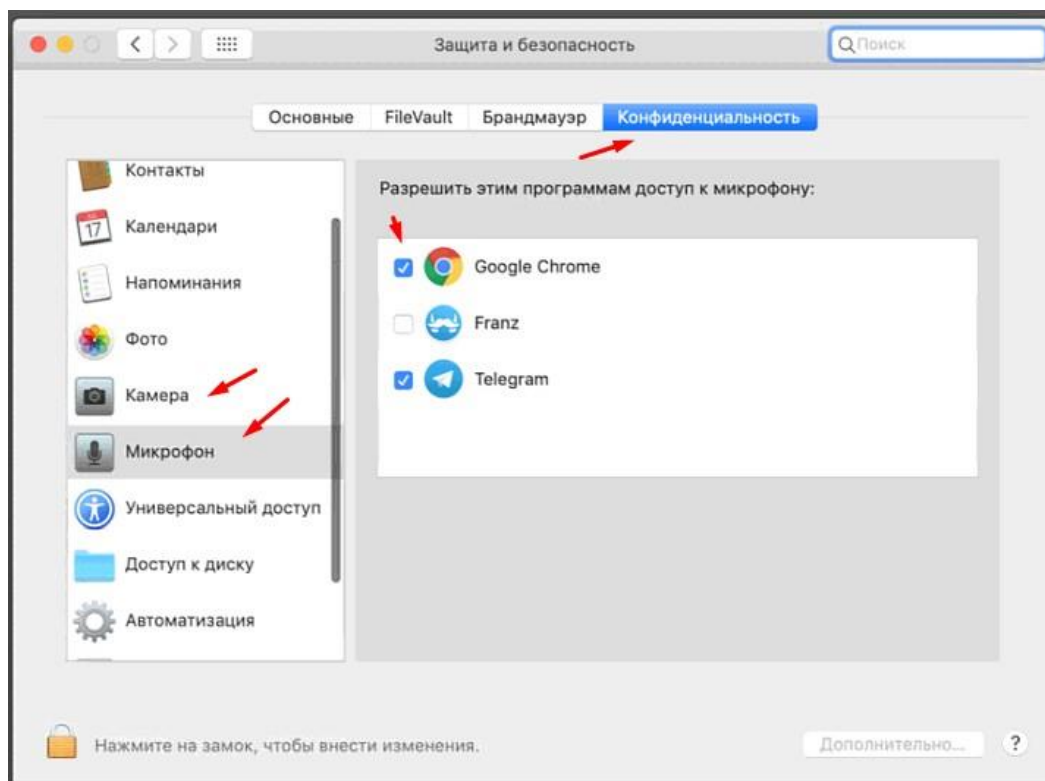 Защита и безопасность
Поиск
Основные
FileVault
Брандмауэр
Конфиденциальность
Контакты
Календари
Напоминания
Фото
Камера
Микрофон
Универсальный доступ
Доступ к диску
Автоматизация
Разрешить этим программам доступ к микрофону:
Google Chrome
Franz
Telegram
Нажмите на замок, чтобы внести изменения.
Дополнительно...
?